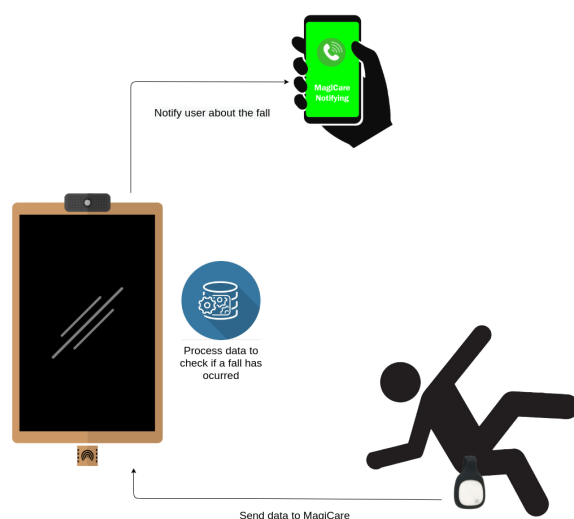 MagiCare
Notifying
Notify user about the fall
Process data to
check if a fall has
ocurred
Send data to MagiCare